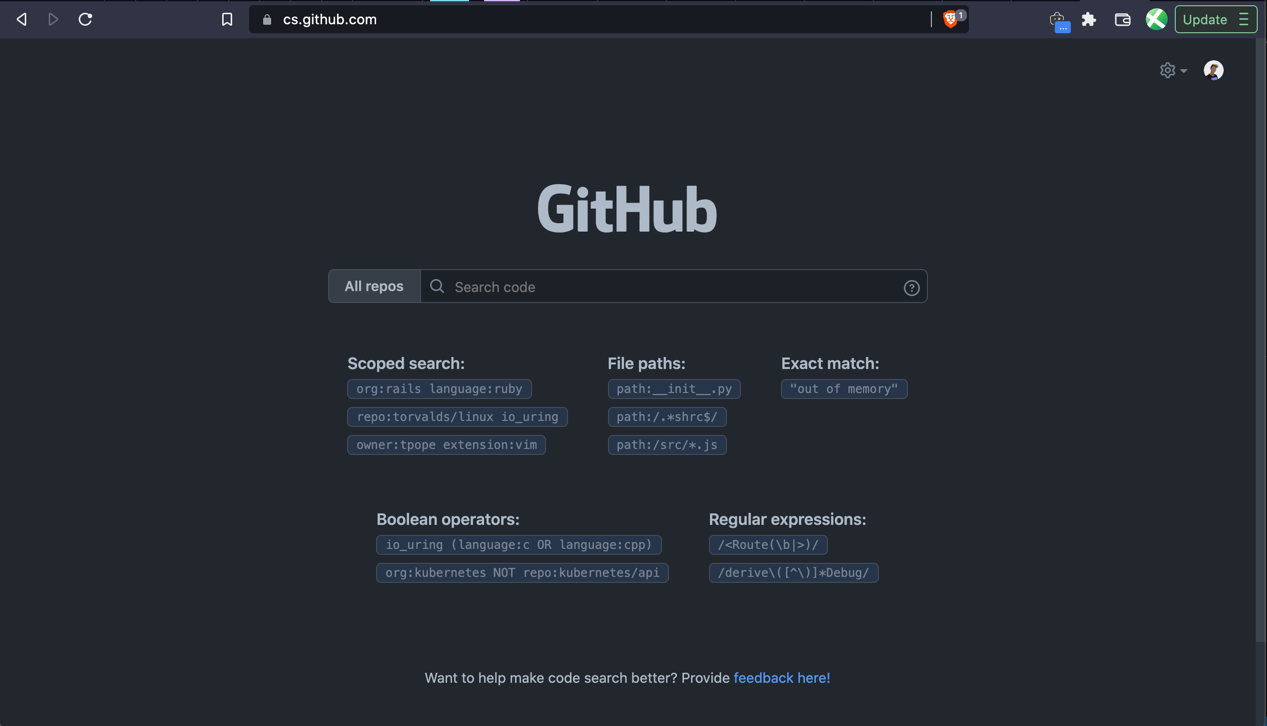 cs.github.com
1
...
Update
GitHub
All repos
Search code
?
Scoped search:
org:rails language:ruby
repo:torvalds/linux io_uring
owner:tpope extension:vim
File paths:
path:__init__.py
path:/.*shrc$/
path:/src/*.js
Exact match:
"out of memory"
Boolean operators:
io_uring (language:c OR language:cpp)
org:kubernetes NOT repo:kubernetes/api
Regular expressions:
/<Route(\b|>)/
/derive\([^\)]*Debug/
Want to help make code search better? Provide feedback here!